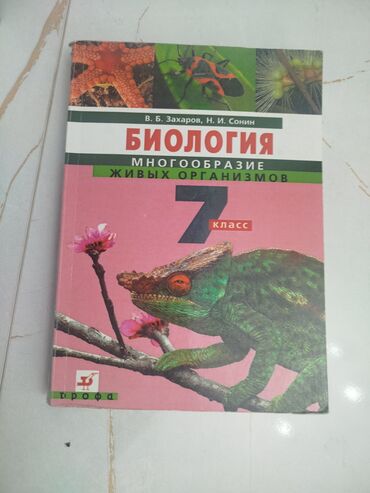 В. Б. Захаров, Н. И. Сонин
БИОЛОГИЯ
МНОГООБРАЗИЕ
ЖИВЫХ ОРГАНИЗМОВ
7
класс
дрофа